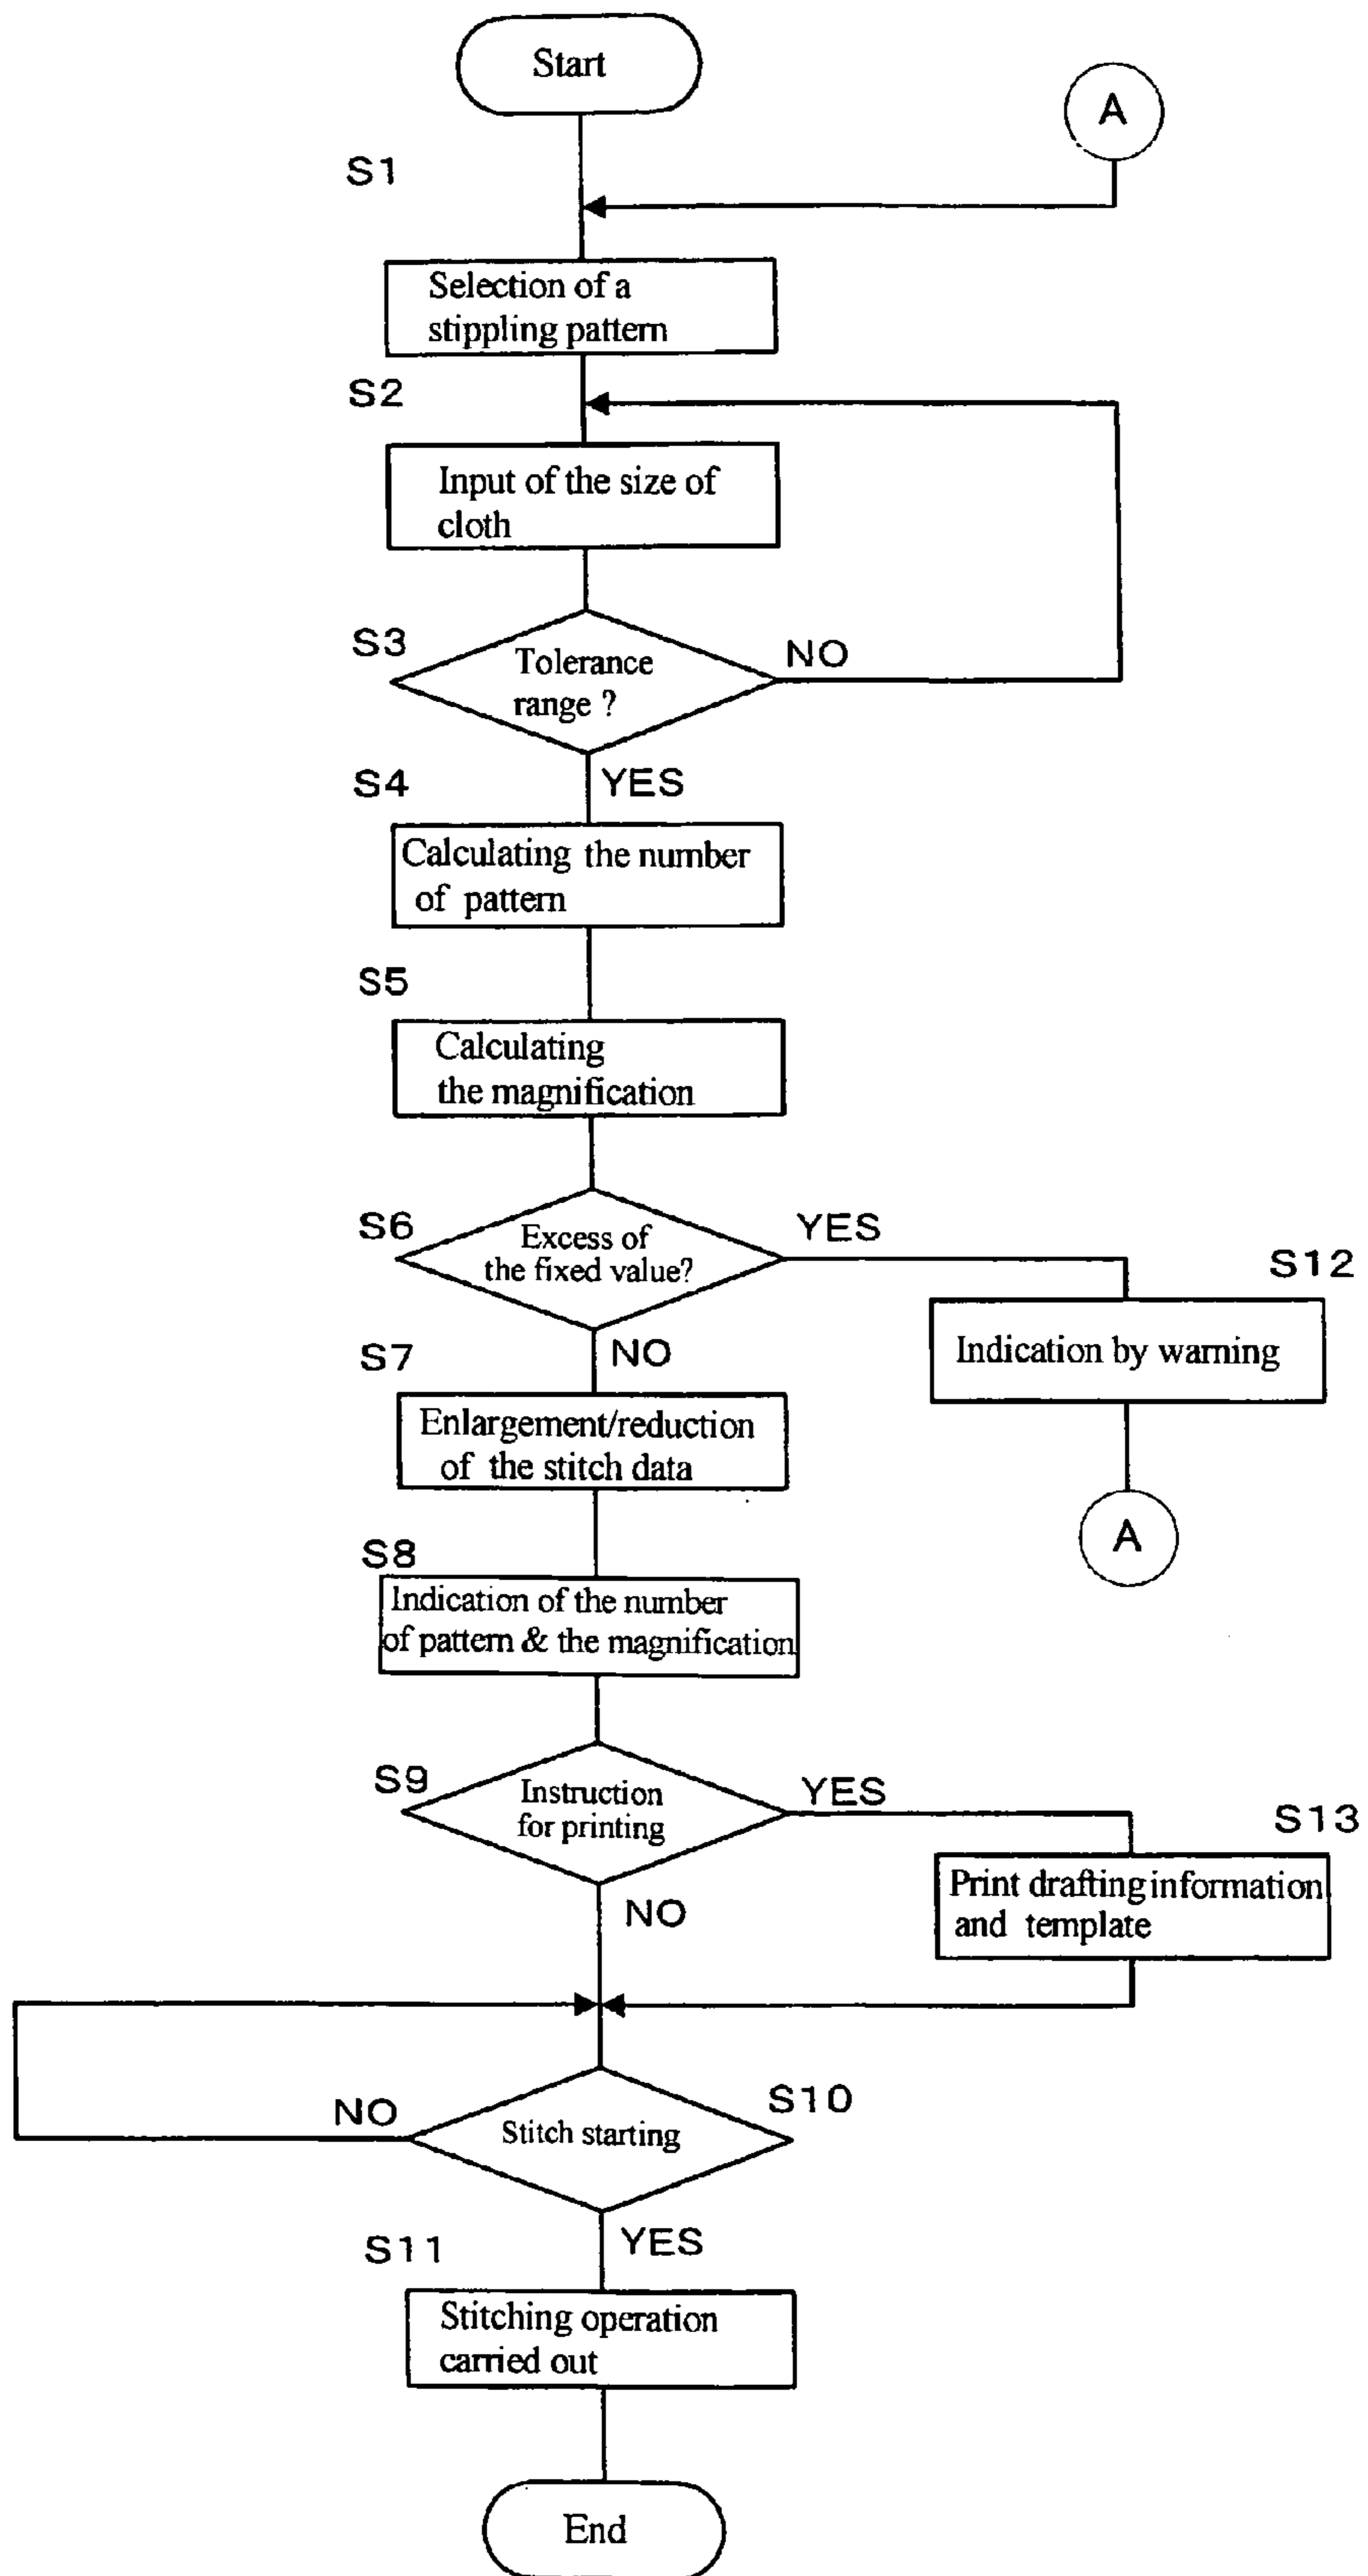 Start
A
S1
Selection of a
stippling pattern
S2
Input of the size of
cloth
S3
Tolerance
range ?
NO
S4
YES
Calculating the number
of pattern
S5
Calculating
the magnification
S6
Excess of
the fixed value?
YES
S12
Indication by warning
A
S7
NO
Enlargement/reduction
of the stitch data
S8
Indication of the number
of pattern & the magnification
S9
Instruction
for printing
YES
S13
Print drafting information
and template
NO
NO
Stitch starting
S10
S11
YES
Stitching operation
carried out
End